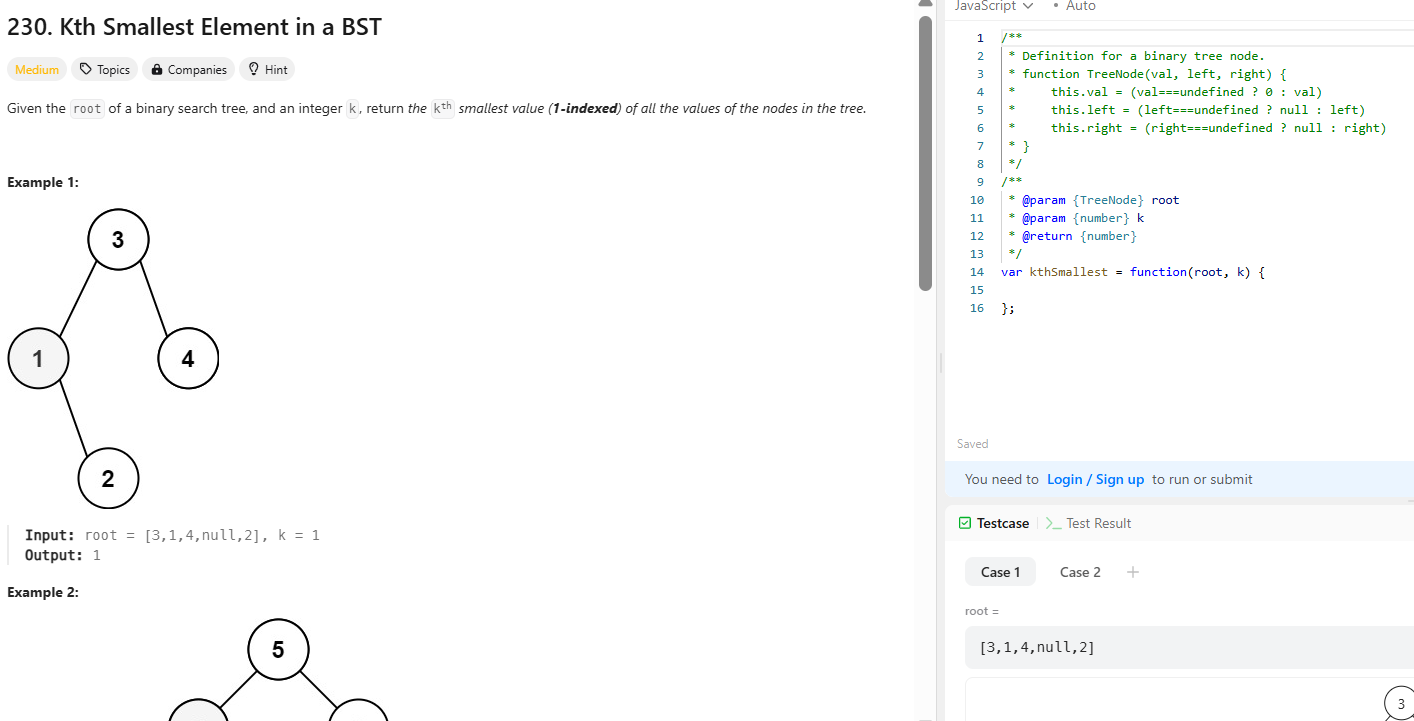 230. Kth Smallest Element in a BST
Medium Topics Companies Hint
Given the root of a binary search tree, and an integer k, return the kth smallest value (1-indexed) of all the values of the nodes in the tree.
Example 1:
3
1
4
2
Input: root = [3,1,4,null,2], k = 1
Output: 1
Example 2:
5
JavaScript • Auto
1 /**
2  * Definition for a binary tree node.
3  * function TreeNode(val, left, right) {
4  *     this.val = (val===undefined ? 0 : val)
5  *     this.left = (left===undefined ? null : left)
6  *     this.right = (right===undefined ? null : right)
7  * }
8  */
9 /**
10  * @param {TreeNode} root
11  * @param {number} k
12  * @return {number}
13  */
14 var kthSmallest = function(root, k) {
15
16 };
Saved
You need to Login / Sign up to run or submit
Testcase Test Result
Case 1 Case 2 +
root =
[3,1,4,null,2]
3